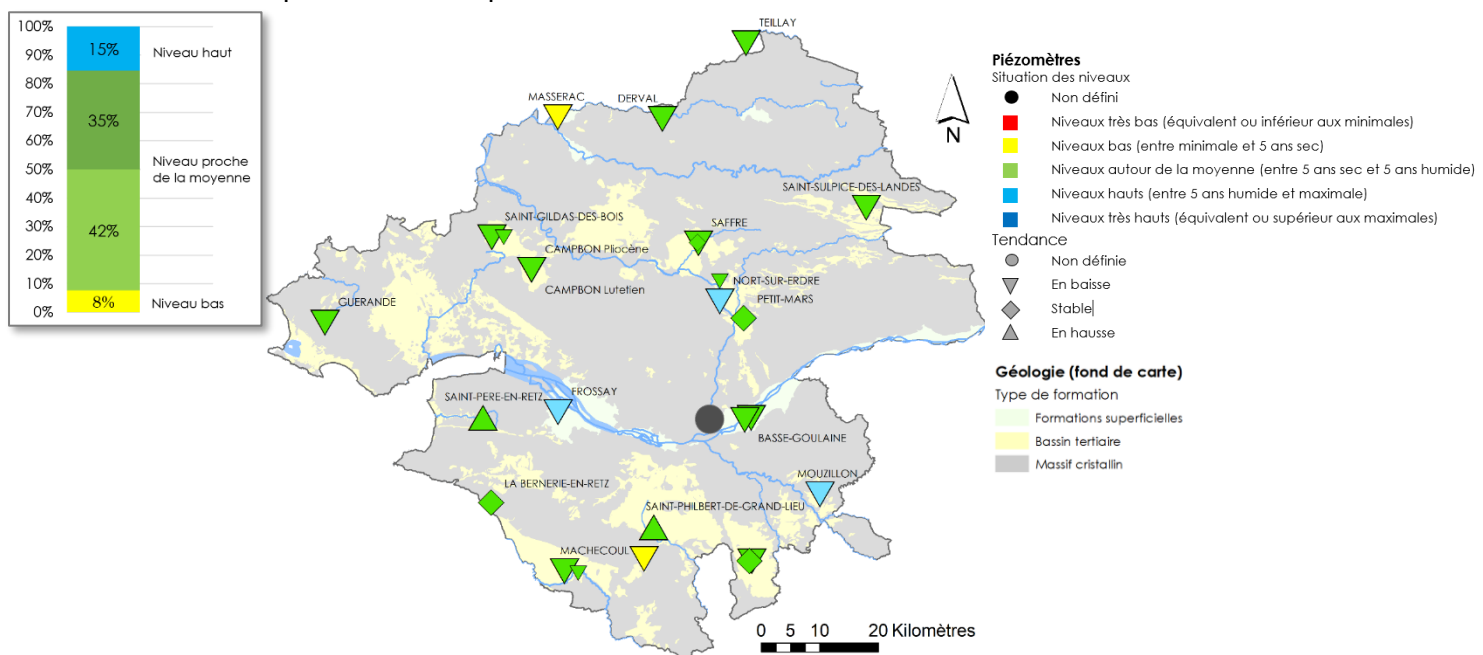 100%
90%
80%
70%
60%
50%
40%
30%
20%
10%
0%
15%
35%
42%
8%
Niveau haut
Niveau proche
de la moyenne
Niveau bas
TEILLAY
MASSERAC
DERVAL
SAINT-SULPICE-DES-LANDES
SAINT-GILDAS-DES-BOIS
SAFFRE
CAMPBON Pliocène
CAMPBON Lutetien
NORT-SUR-ERDRE
PETIT-MARS
GUERANDE
SAINT-PERE-EN-RETZ
FROSSAY
BASSE-GOULAINE
MOUZILLON
LA BERNERIE-EN-RETZ
SAINT-PHILBERT-DE-GRAND-LIEU
MACHECOUL
N
0 5 10 20 Kilomètres
Piézomètres
Situation des niveaux
Non défini
Niveaux très bas (équivalent ou inférieur aux minimales)
Niveaux bas (entre minimale et 5 ans sec)
Niveaux autour de la moyenne (entre 5 ans sec et 5 ans humide)
Niveaux hauts (entre 5 ans humide et maximale)
Niveaux très hauts (équivalent ou supérieur aux maximales)
Tendance
Non définie
En baisse
Stable
En hausse
Géologie (fond de carte)
Type de formation
Formations superficielles
Bassin tertiaire
Massif cristallin